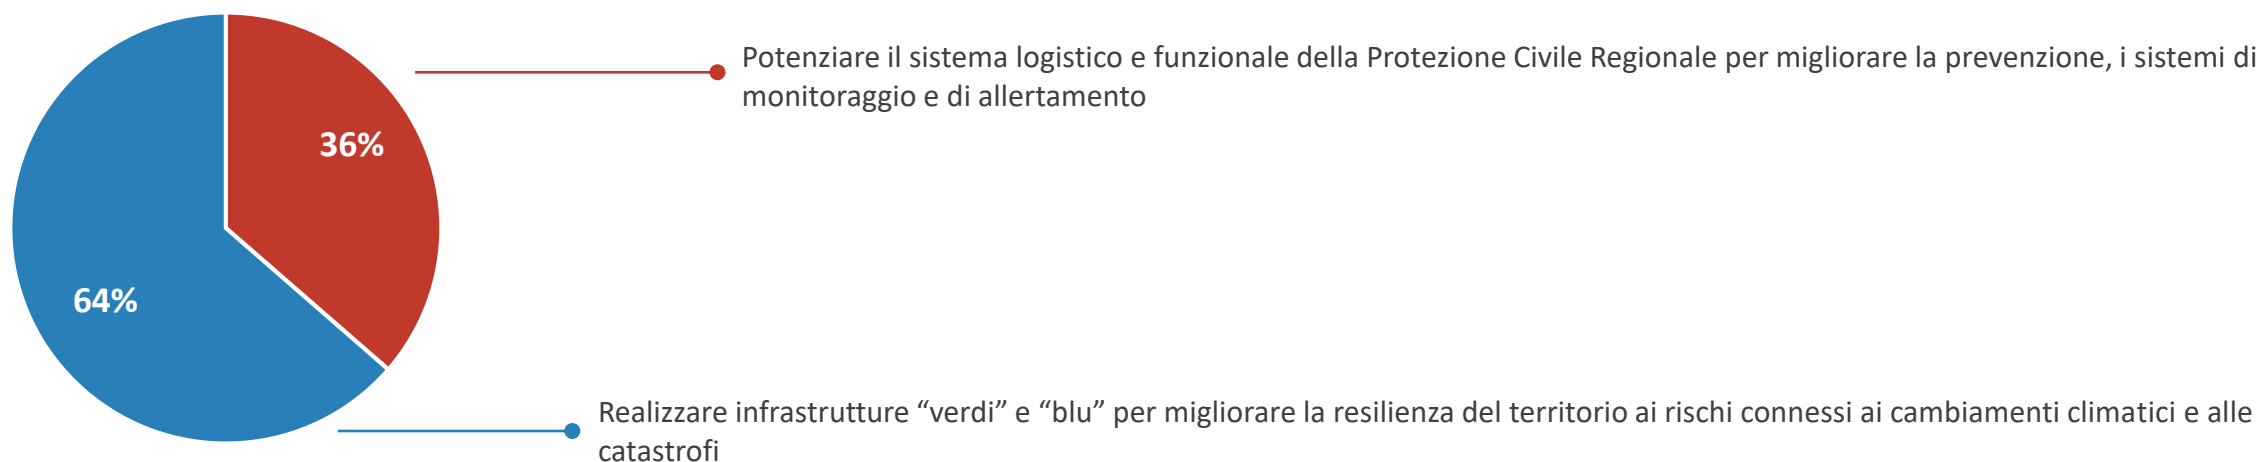 Potenziare il sistema logistico e funzionale della Protezione Civile Regionale per migliorare la prevenzione, i sistemi di
monitoraggio e di allertamento
36%
64%
Realizzare infrastrutture “verdi” e “blu” per migliorare la resilienza del territorio ai rischi connessi ai cambiamenti climatici e alle
catastrofi